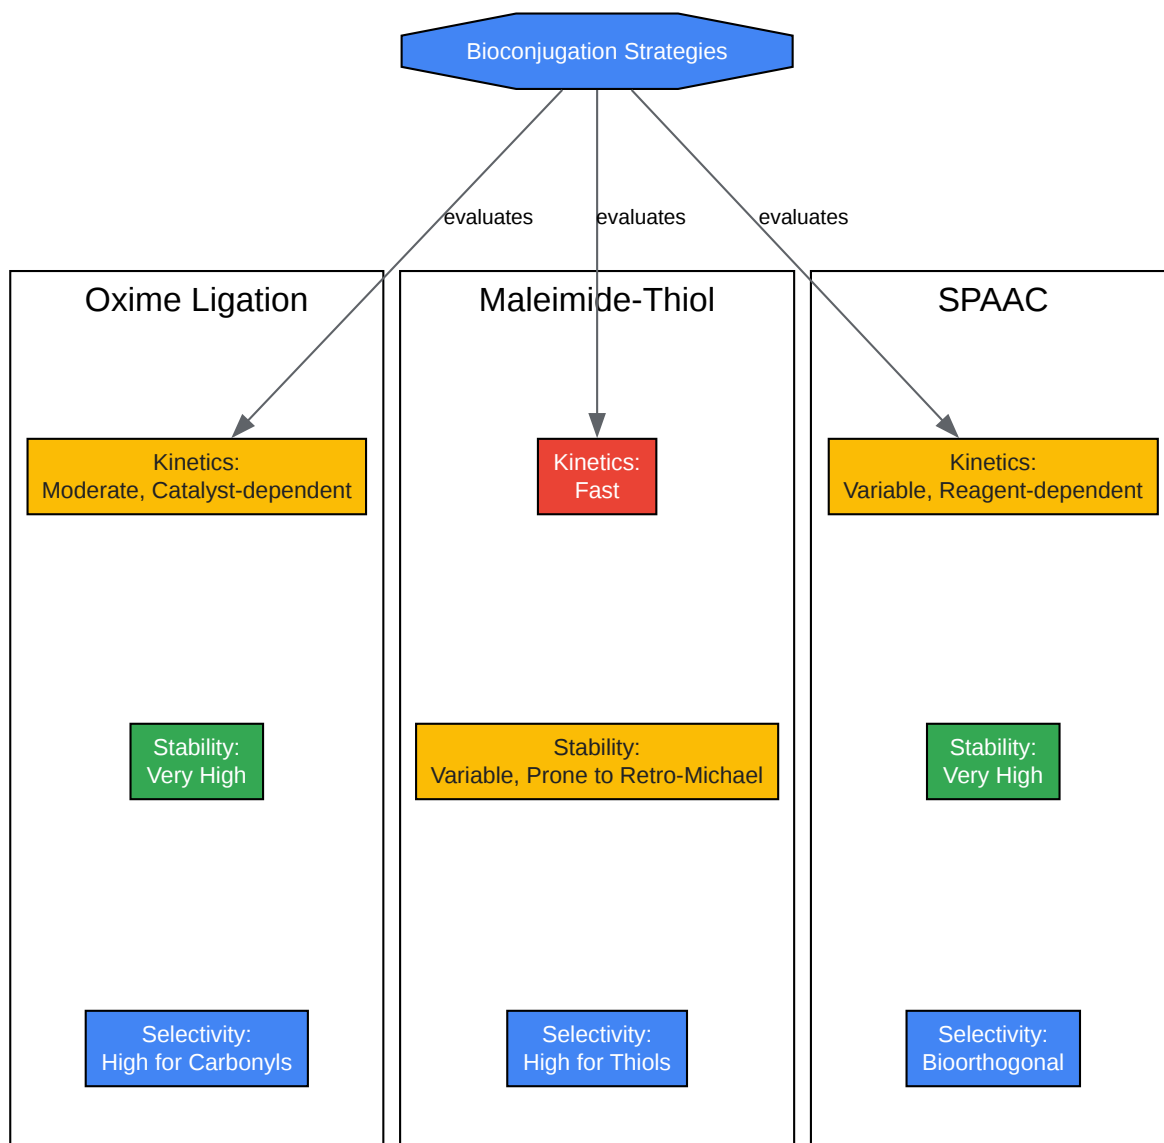 Bioconjugation Strategies
evaluates
evaluates
evaluates
Oxime Ligation
Maleimide-Thiol
SPAAC
Kinetics:
Moderate, Catalyst-dependent
Kinetics:
Fast
Kinetics:
Variable, Reagent-dependent
Stability:
Very High
Stability:
Variable, Prone to Retro-Michael
Stability:
Very High
Selectivity:
High for Carbonyls
Selectivity:
High for Thiols
Selectivity:
Bioorthogonal